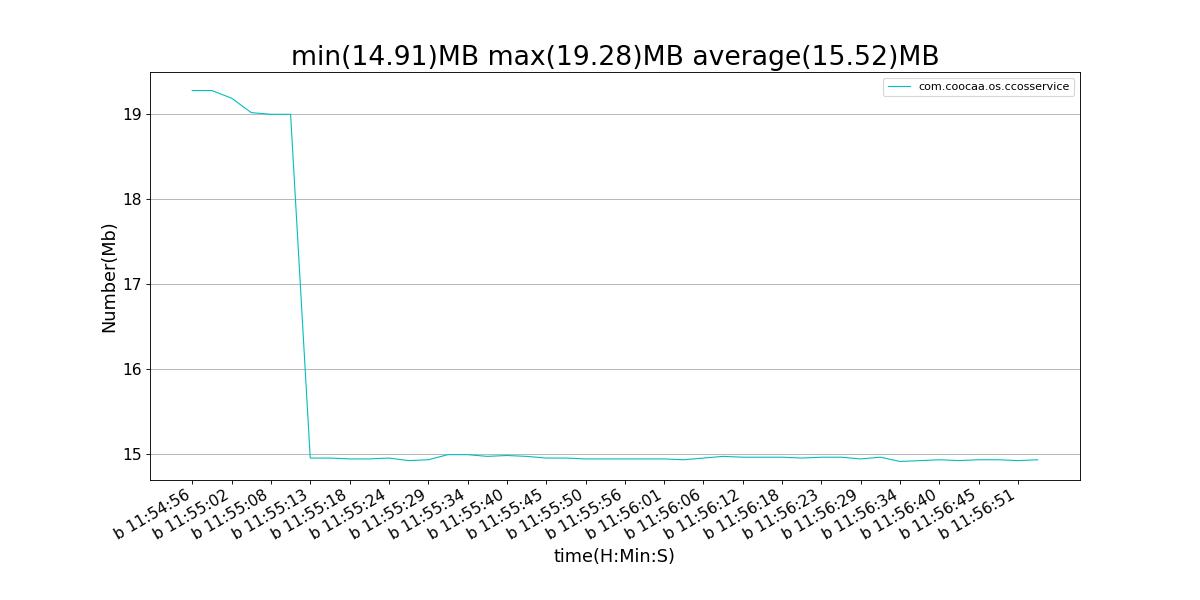 min(14.91)MB max(19.28)MB average(15.52)MB
com.coocaa.os.ccosservice
19
18
17
16
15
Number(Mb)
b 11:54:56
b 11:55:02
b 11:55:08
b 11:55:13
b 11:55:18
b 11:55:24
b 11:55:29
b 11:55:34
b 11:55:40
b 11:55:45
b 11:55:50
b 11:55:56
b 11:56:01
b 11:56:06
b 11:56:12
b 11:56:18
b 11:56:23
b 11:56:29
b 11:56:34
b 11:56:40
b 11:56:45
b 11:56:51
time(H:Min:S)